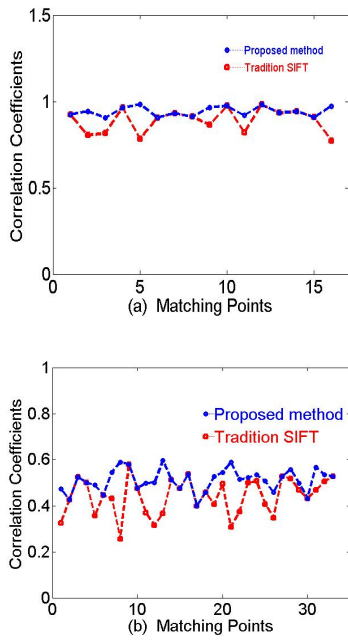 1.5
Proposed method
Tradition SIFT
1
0.5
0
Correlation Coefficients
0 5 10 15
(a) Matching Points
1
Proposed method
0.8
Tradition SIFT
0.6
0.4
0.2
0
Correlation Coefficients
0 10 20 30
(b) Matching Points